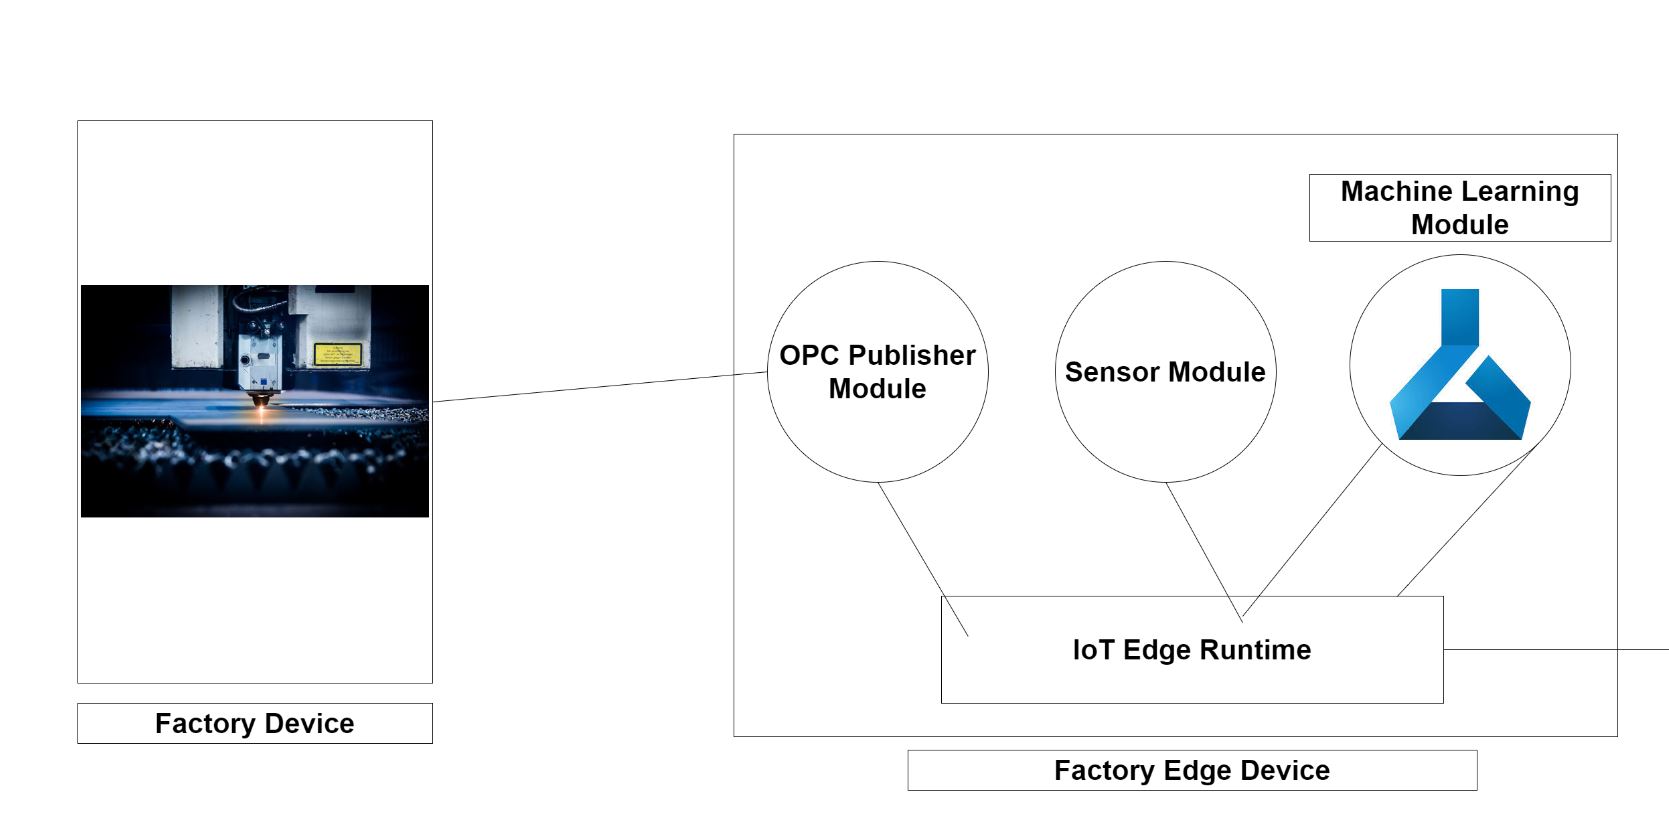 Machine Learning
Module
OPC Publisher
Module
Sensor Module
IoT Edge Runtime
Factory Device
Factory Edge Device